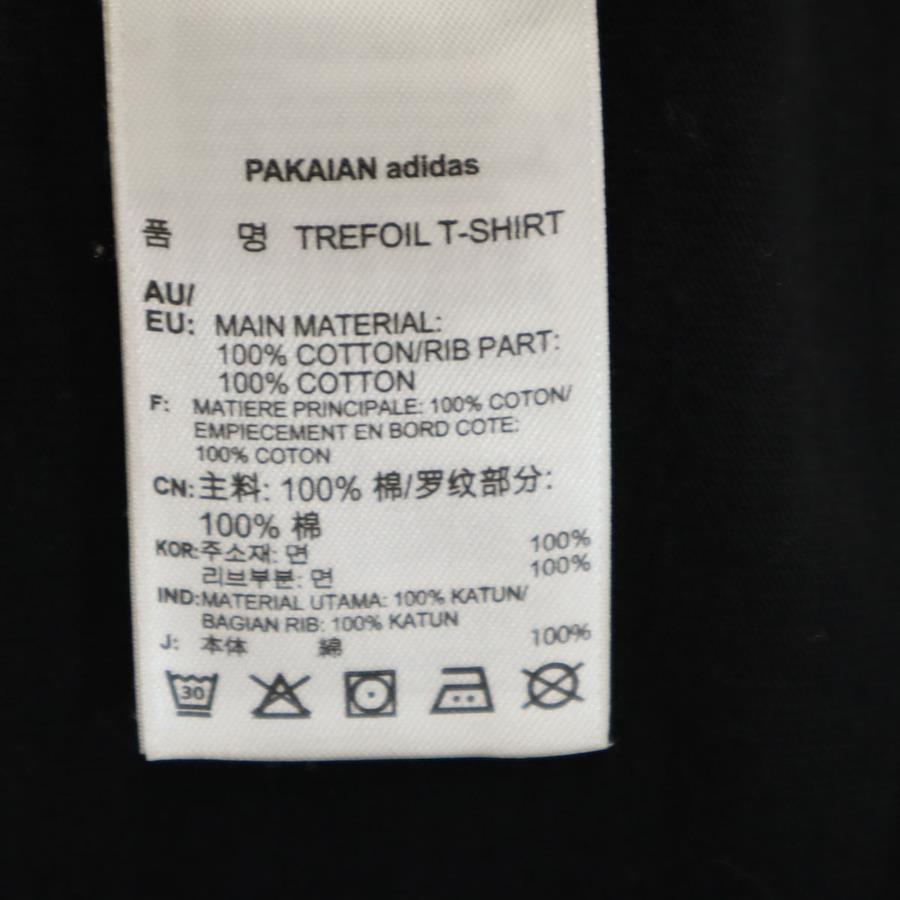 PAKAIAN adidas
품 명 TREFOIL T-SHIRT
AU/
EU: MAIN MATERIAL:
100% COTTON/RIB PART:
100% COTTON
F: MATIERE PRINCIPALE: 100% COTON/
EMPIECEMENT EN BORD COTE:
100% COTON
CN: 主料: 100% 棉/罗纹部分:
100% 棉
KOR: 주소재: 면 100%
리브부분: 면 100%
IND: MATERIAL UTAMA: 100% KATUN/
BAGIAN RIB: 100% KATUN
J: 本体 綿 100%
30